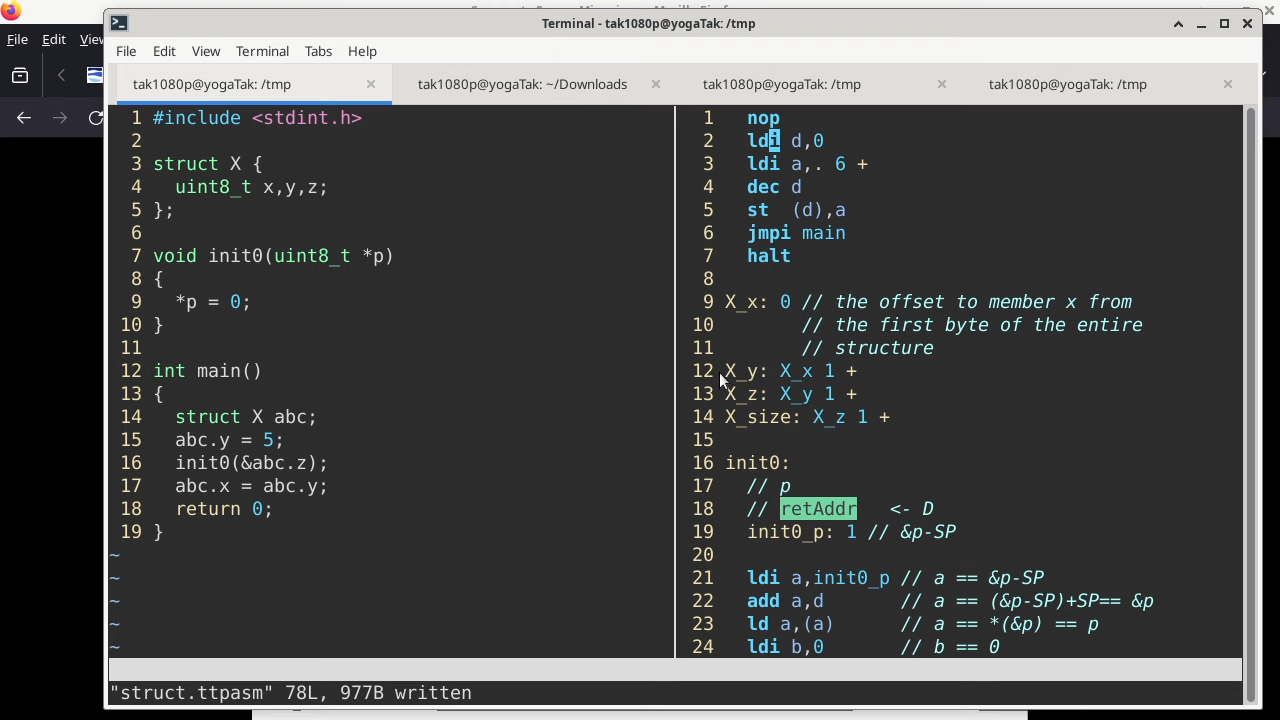 Terminal - tak1080p@yogaTak: /tmp
File Edit View
File Edit View Terminal Tabs Help
tak1080p@yogaTak: /tmp
tak1080p@yogaTak: ~/Downloads
tak1080p@yogaTak: /tmp
tak1080p@yogaTak: /tmp
1 #include <stdint.h>
2
3 struct X {
4   uint8_t x,y,z;
5 };
6
7 void init0(uint8_t *p)
8 {
9   *p = 0;
10 }
11
12 int main()
13 {
14   struct X abc;
15   abc.y = 5;
16   init0(&abc.z);
17   abc.x = abc.y;
18   return 0;
19 }
~
~
~
~
~
1   nop
2   ldi d,0
3   ldi a,. 6 +
4   dec d
5   st  (d),a
6   jmpi main
7   halt
8
9 X_x: 0 // the offset to member x from
10        // the first byte of the entire
11        // structure
12 X_y: X_x 1 +
13 X_z: X_y 1 +
14 X_size: X_z 1 +
15
16 init0:
17   // p
18   // retAddr   <- D
19   init0_p: 1 // &p-SP
20
21   ldi a,init0_p // a == &p-SP
22   add a,d       // a == (&p-SP)+SP== &p
23   ld a,(a)      // a == *(&p) == p
24   ldi b,0       // b == 0
"struct.ttpasm" 78L, 977B written